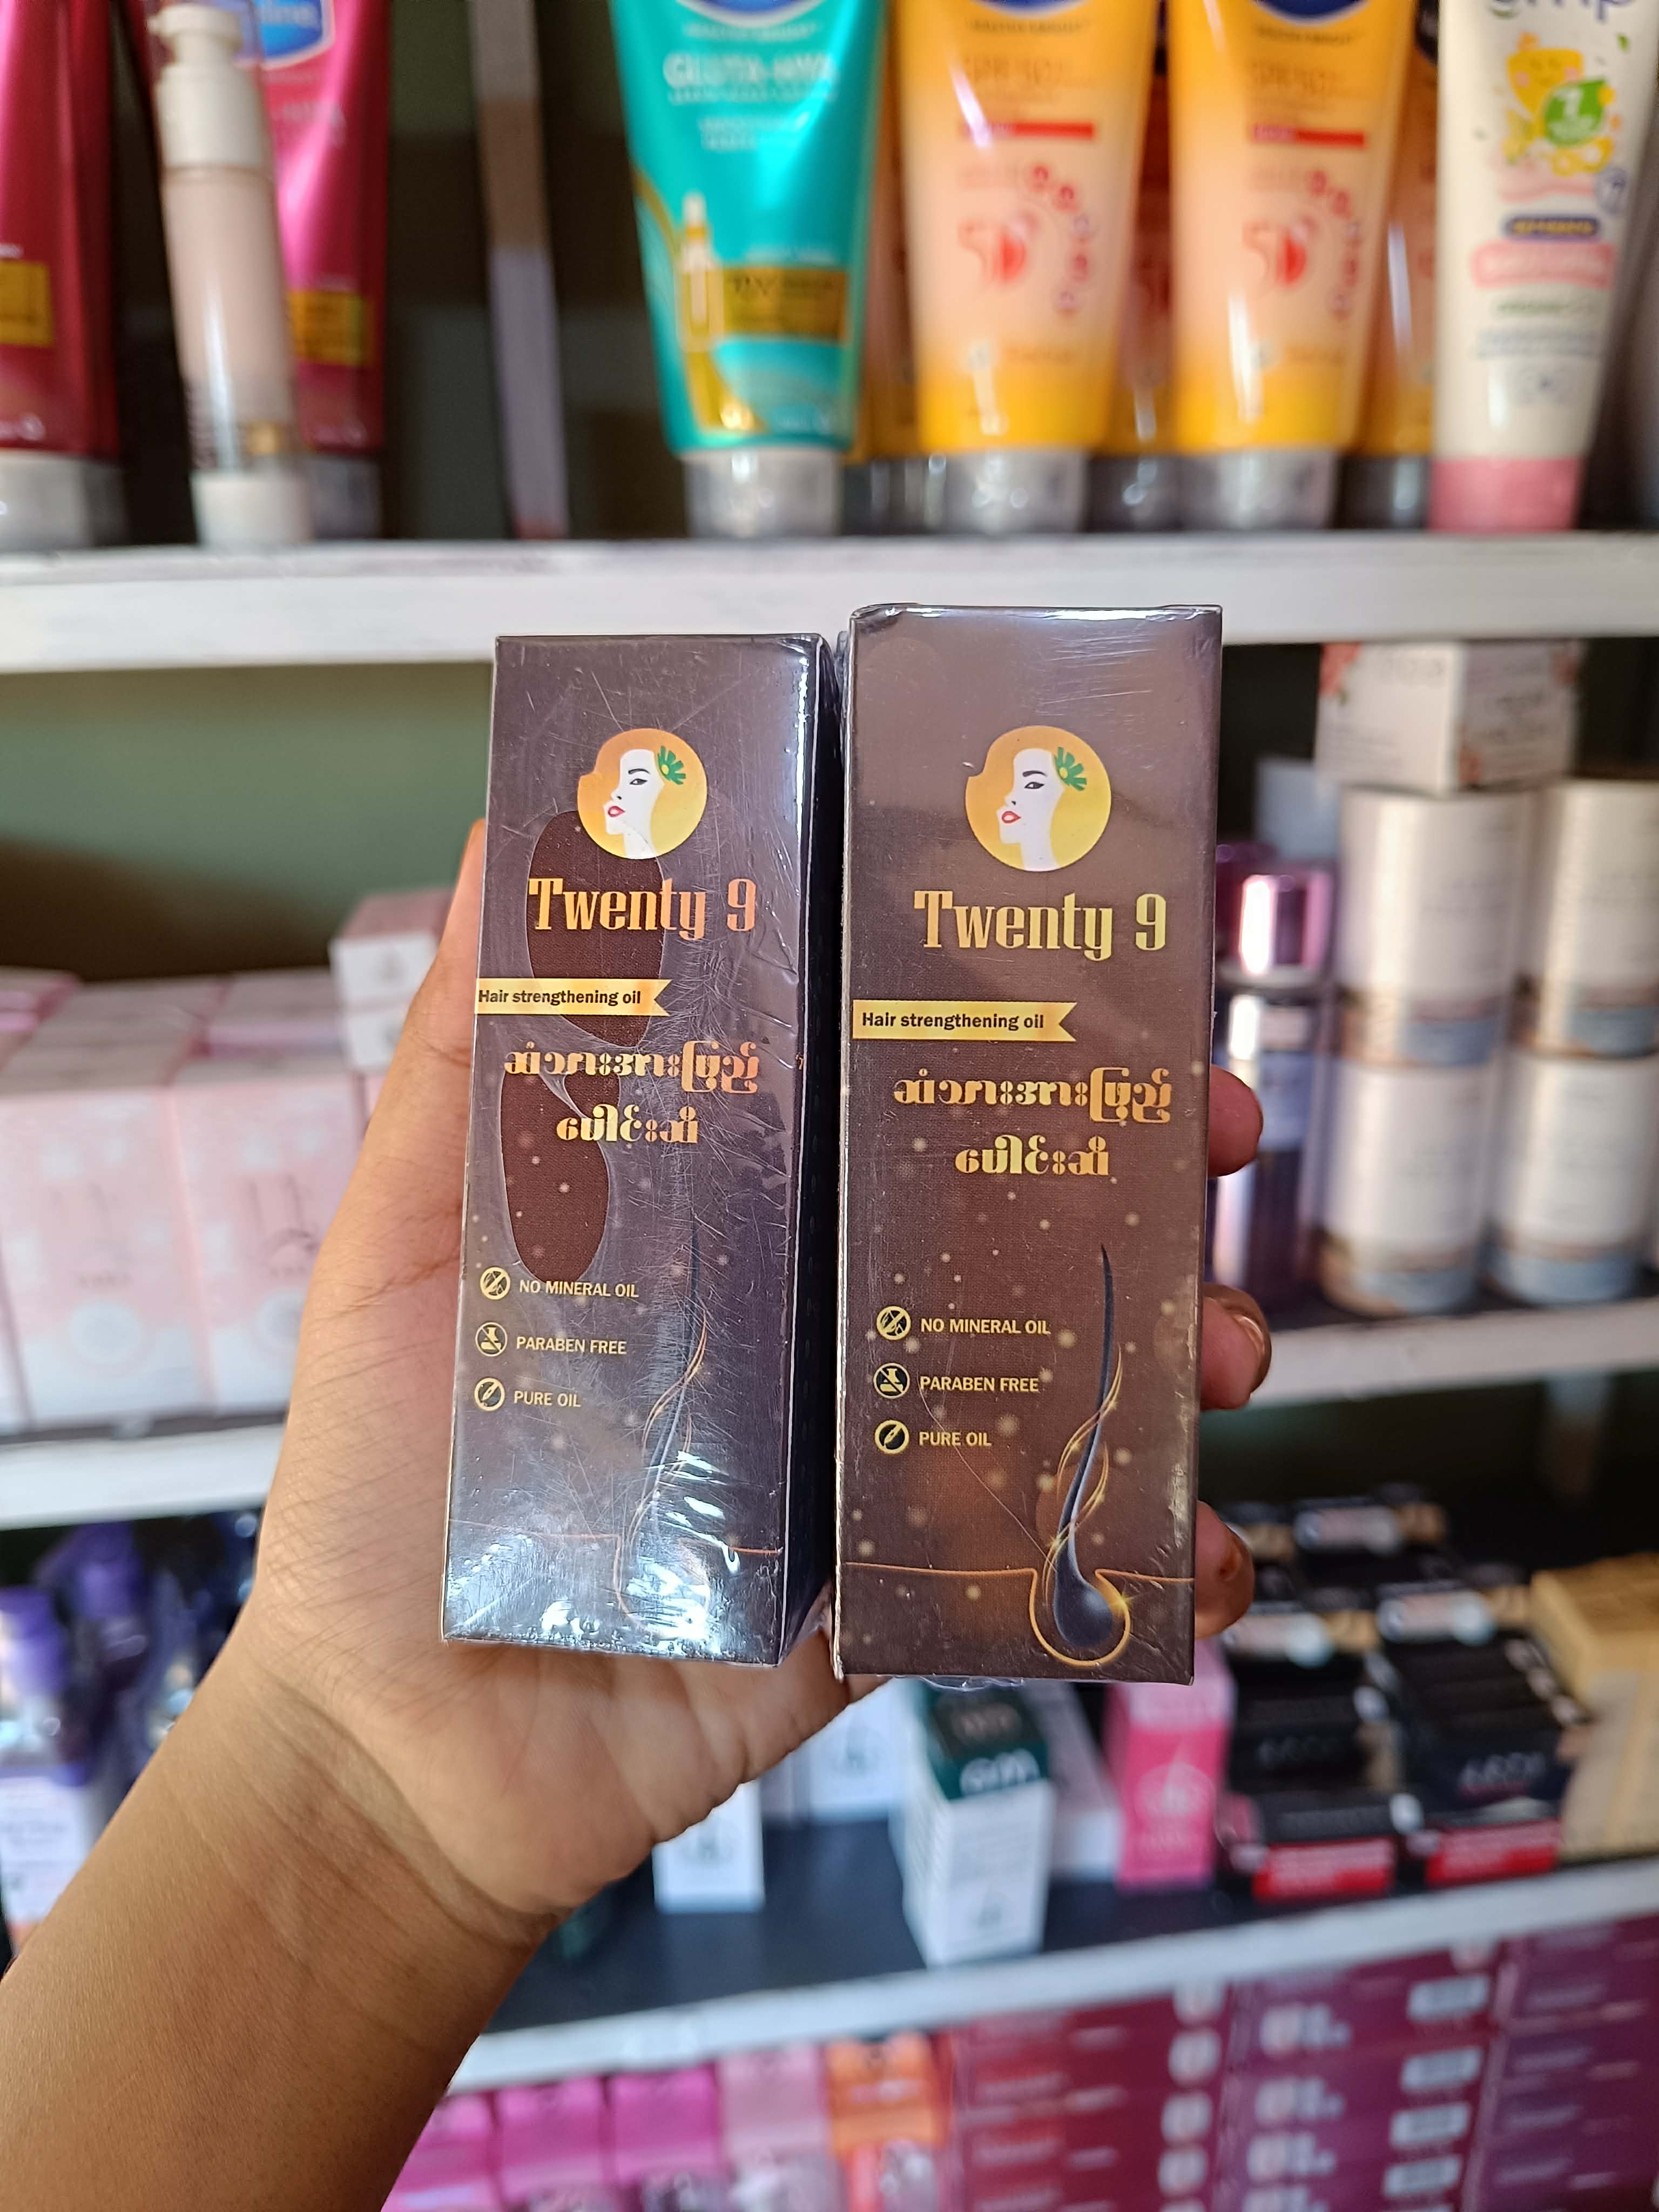 GLUTA-HYA
Twenty 9
Hair strengthening oil
ဆံသားအားဖြည့်
ပေါင်းဆီ
NO MINERAL OIL
PARABEN FREE
PURE OIL
Twenty 9
Hair strengthening oil
ဆံသားအားဖြည့်
ပေါင်းဆီ
NO MINERAL OIL
PARABEN FREE
PURE OIL